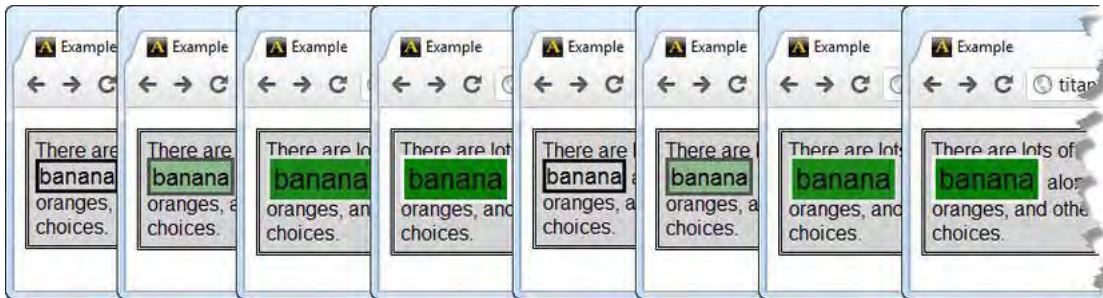 A Example
There are
banana
oranges,
choices.
A Example
There are
banana
oranges, a
choices.
A Example
There are lo
banana
oranges, an
choices.
A Example
There are lot
banana
oranges, and
choices.
A Example
There are
banana
oranges, a
choices.
A Example
There are
banana
oranges, a
choices.
A Example
There are lots
banana
oranges, and
choices.
A Example
titan
There are lots of
banana alon
oranges, and othe
choices.